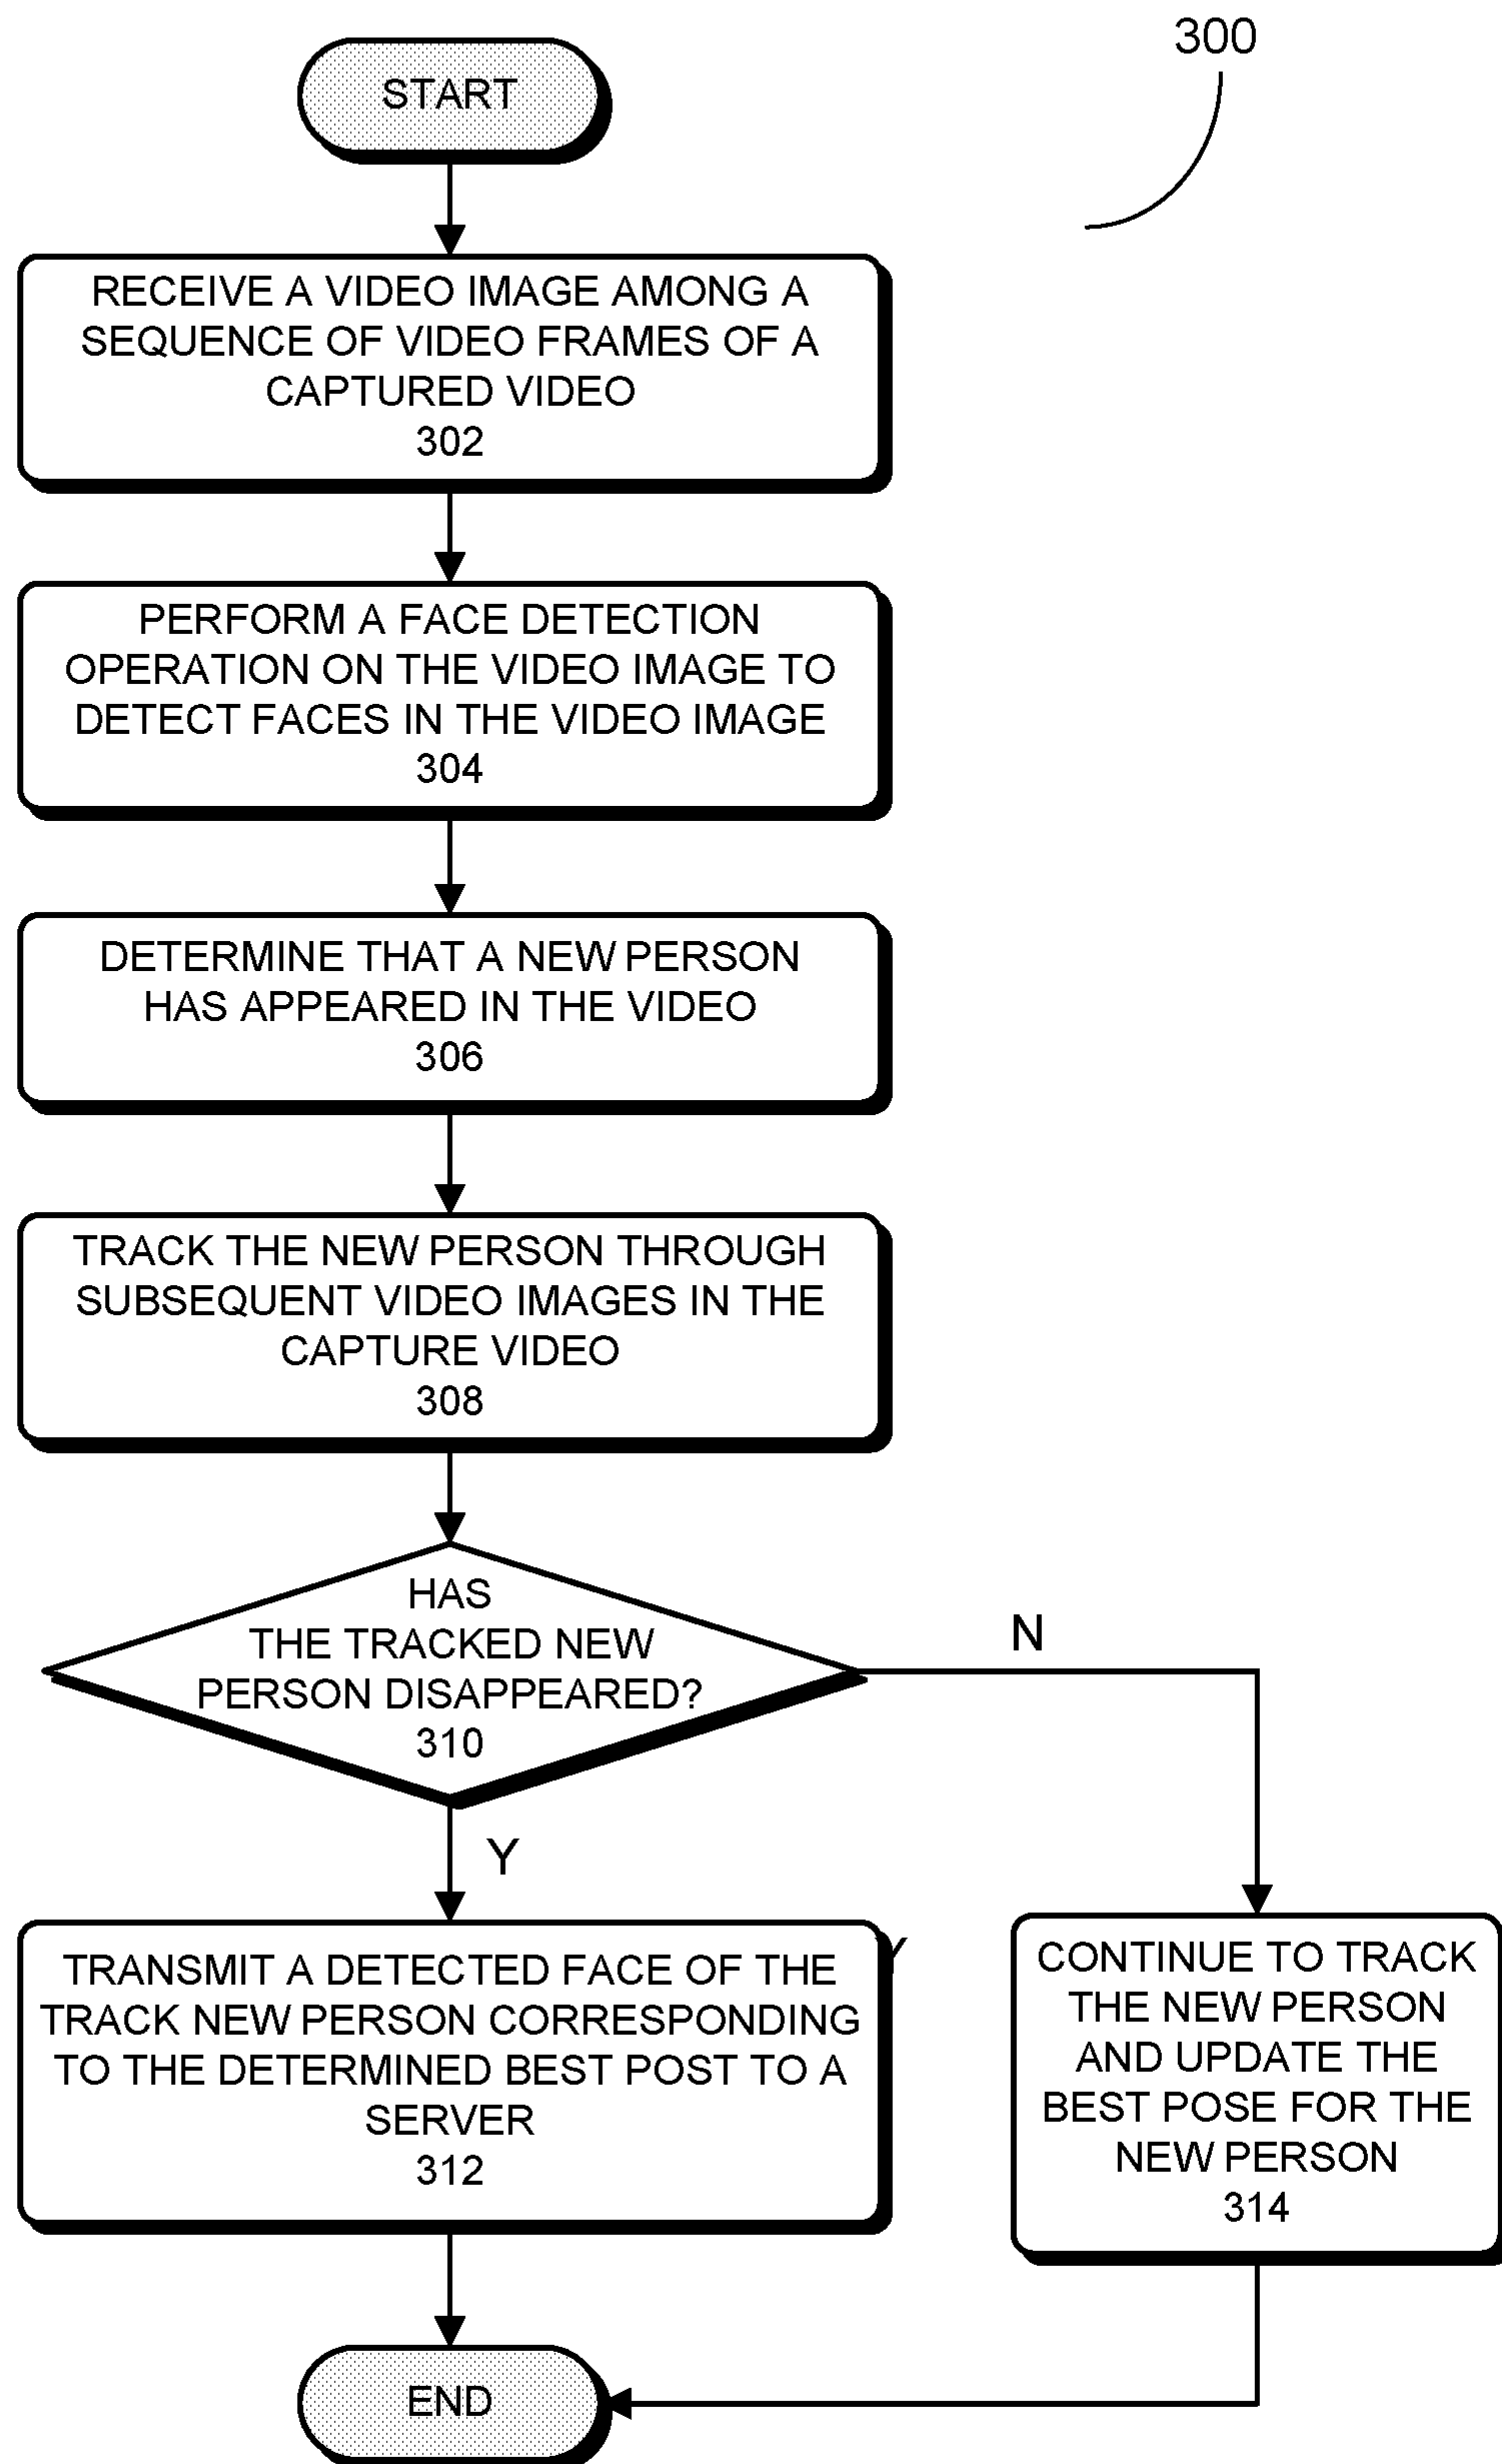 300
START
RECEIVE A VIDEO IMAGE AMONG A
SEQUENCE OF VIDEO FRAMES OF A
CAPTURED VIDEO
302
PERFORM A FACE DETECTION
OPERATION ON THE VIDEO IMAGE TO
DETECT FACES IN THE VIDEO IMAGE
304
DETERMINE THAT A NEW PERSON
HAS APPEARED IN THE VIDEO
306
TRACK THE NEW PERSON THROUGH
SUBSEQUENT VIDEO IMAGES IN THE
CAPTURE VIDEO
308
HAS
THE TRACKED NEW
PERSON DISAPPEARED?
310
N
Y
TRANSMIT A DETECTED FACE OF THE
TRACK NEW PERSON CORRESPONDING
TO THE DETERMINED BEST POST TO A
SERVER
312
Y
CONTINUE TO TRACK
THE NEW PERSON
AND UPDATE THE
BEST POSE FOR THE
NEW PERSON
314
END